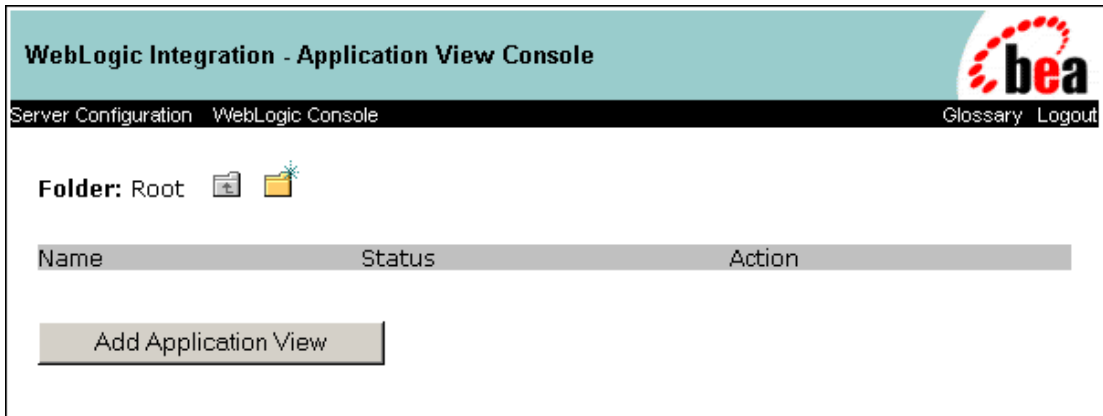 WebLogic Integration - Application View Console
bea
Server Configuration WebLogic Console Glossary Logout
Folder: Root
Name Status Action
Add Application View